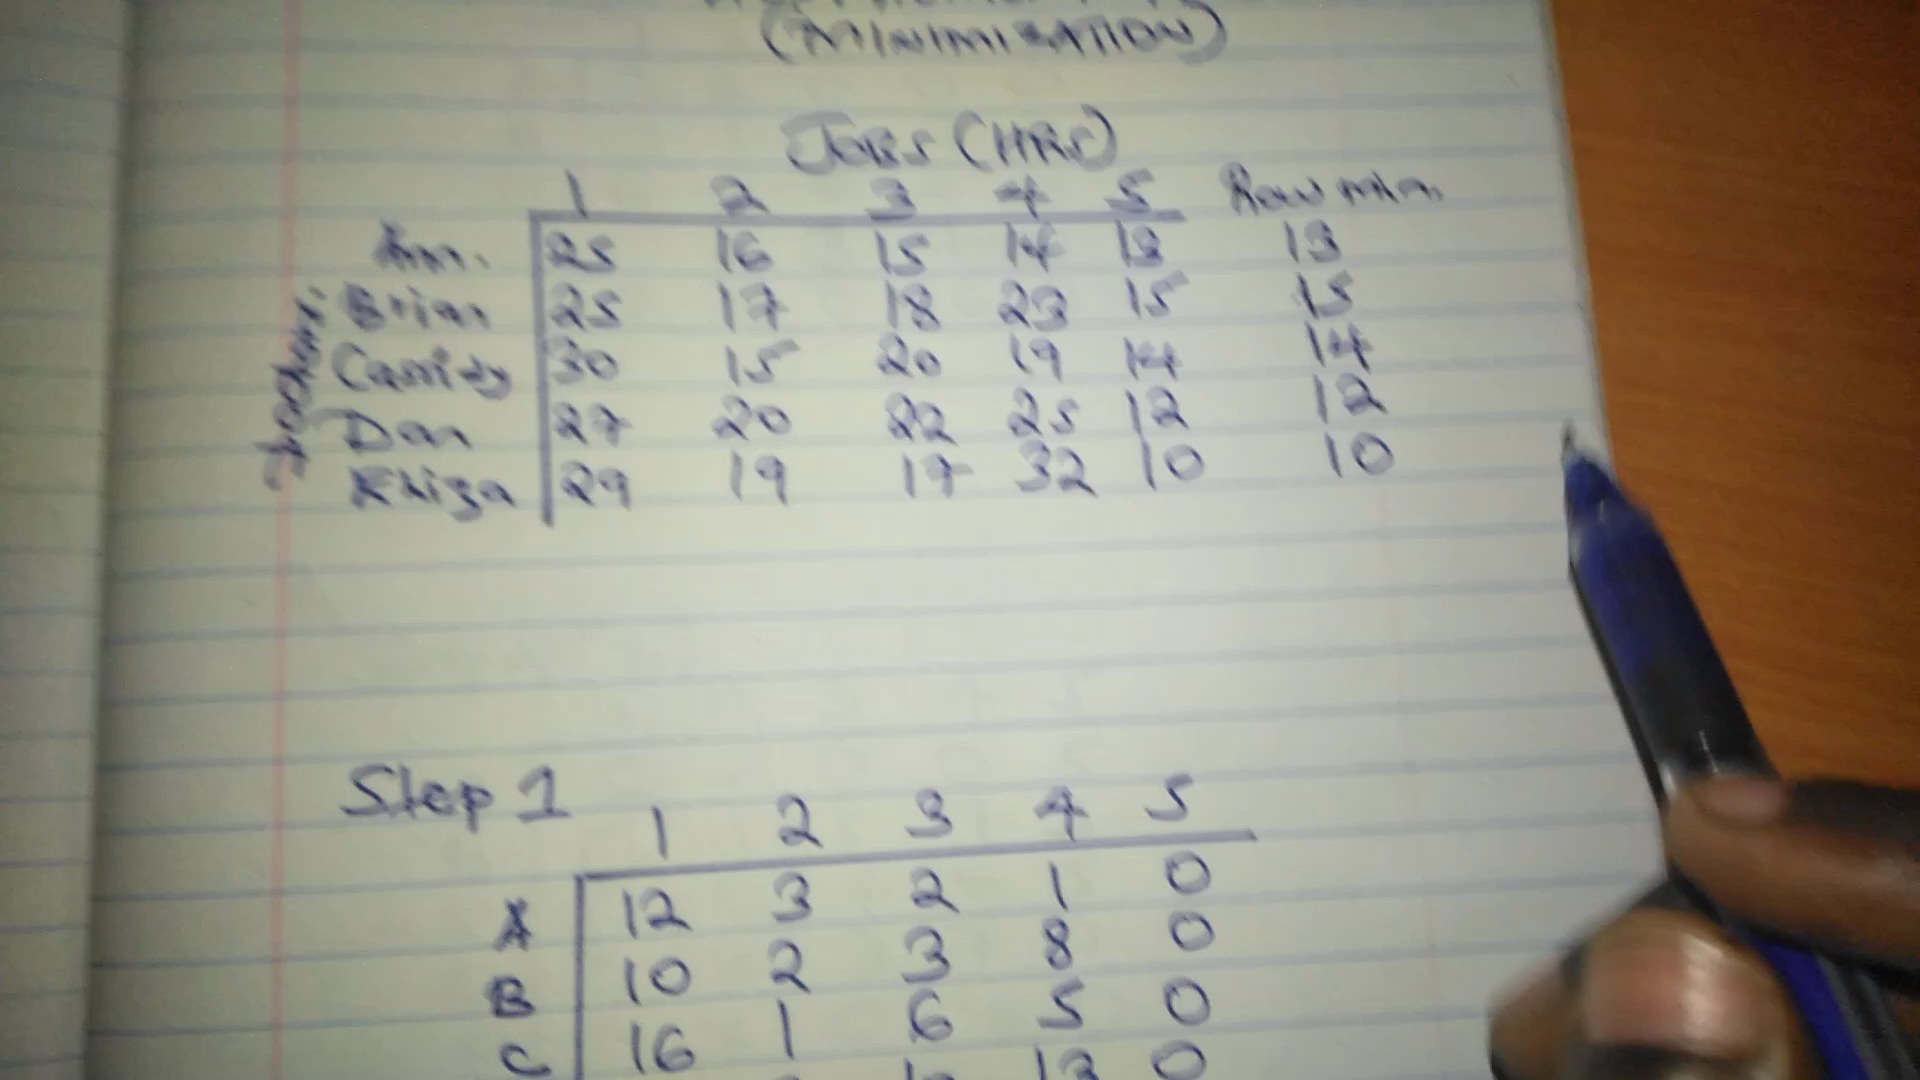 (MINIMIZATION)
JOBS (HRS)
1 2 3 4 5 Row min.
Ann. 25 16 15 14 13 13
Brian 25 17 18 23 15 15
Cassidy 30 15 20 19 14 14
Dan 27 20 22 25 12 12
Eliza 29 19 17 32 10 10
Step 1
1 2 3 4 5
A 12 3 2 1 0
B 10 2 3 8 0
C 16 1 6 5 0
13 0